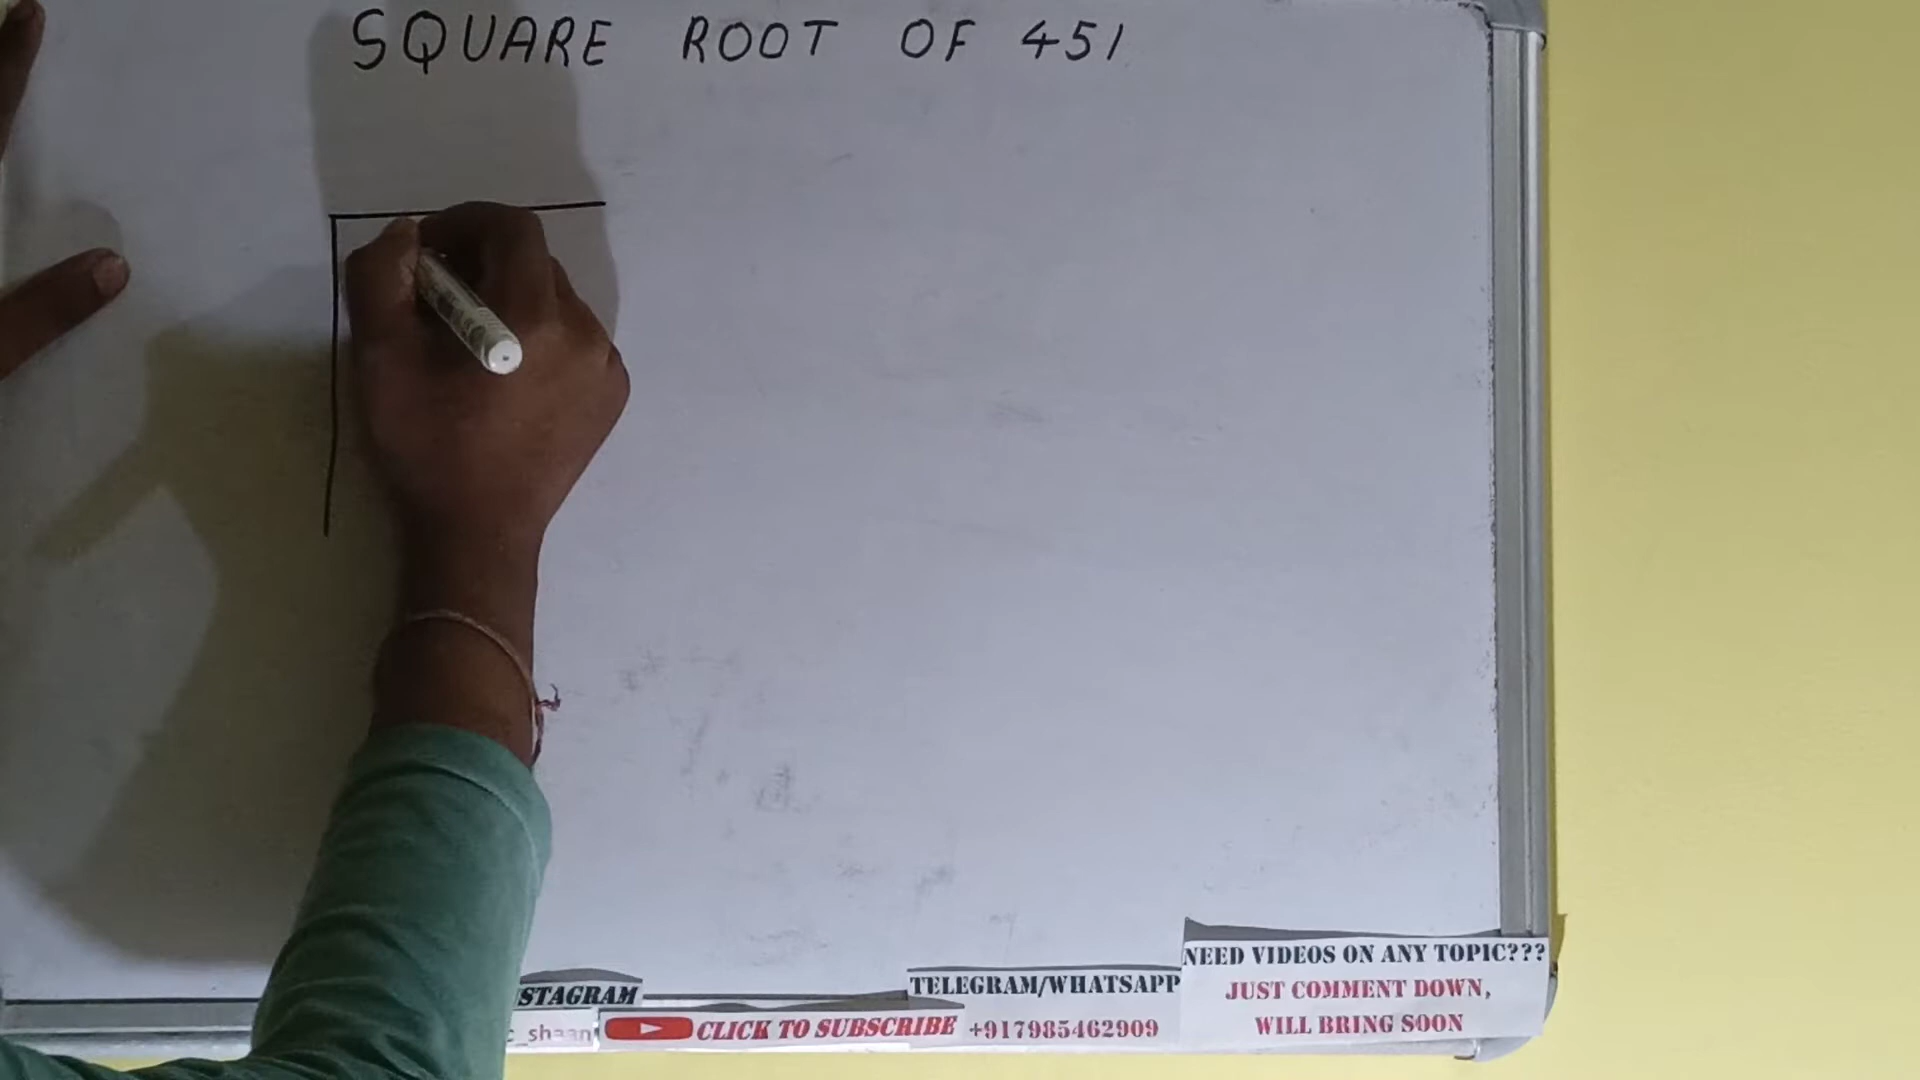 SQUARE ROOT OF 451
NEED VIDEOS ON ANY TOPIC???
JUST COMMENT DOWN,
WILL BRING SOON
TELEGRAM/WHATSAPP
+917985462909
STAGRAM
c_shaan
CLICK TO SUBSCRIBE